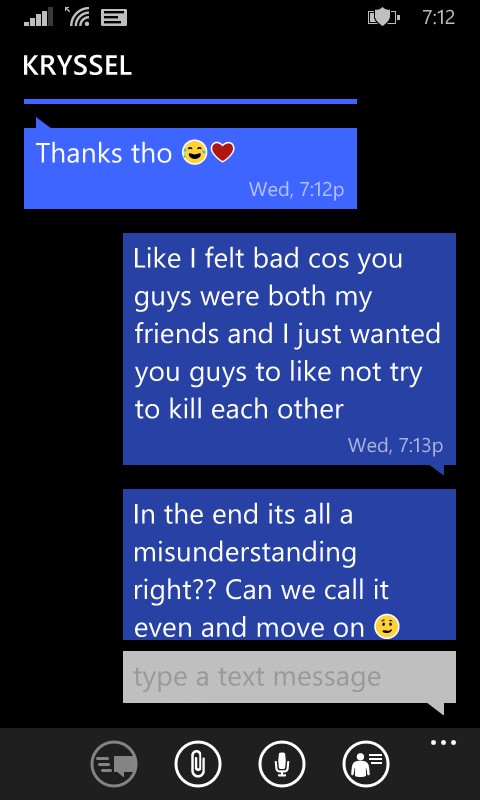 7:12
KRYSSEL
Thanks tho 😂❤
Wed, 7:12p
Like I felt bad cos you
guys were both my
friends and I just wanted
you guys to like not try
to kill each other
Wed, 7:13p
In the end its all a
misunderstanding
right?? Can we call it
even and move on 😉
type a text message